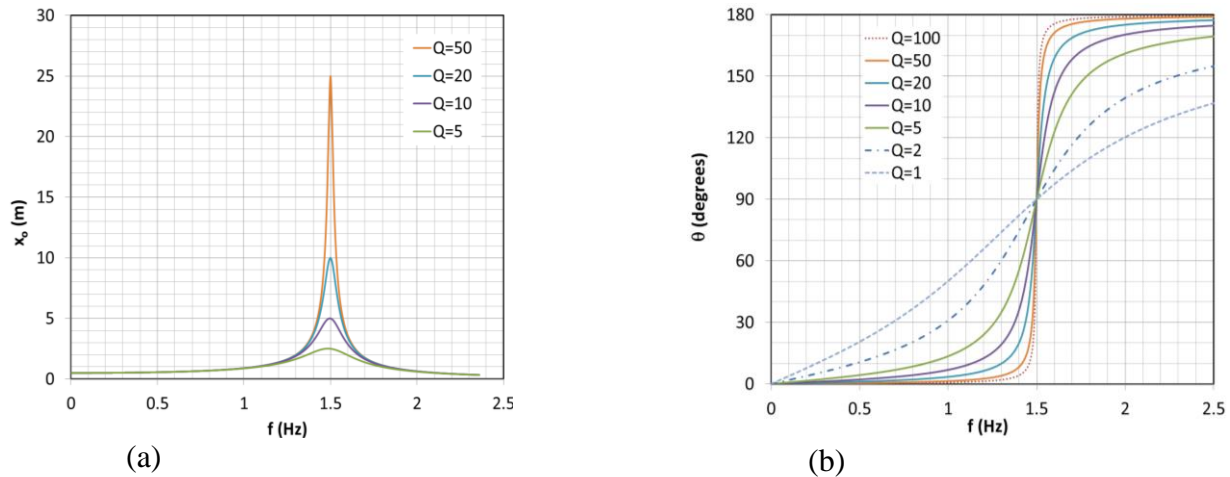 30
25
20
15
10
5
0
xₒ (m)
0 0.5 1 1.5 2 2.5
f (Hz)
Q=50
Q=20
Q=10
Q=5
(a)
180
150
120
90
60
30
0
θ (degrees)
0 0.5 1 1.5 2 2.5
f (Hz)
Q=100
Q=50
Q=20
Q=10
Q=5
Q=2
Q=1
(b)